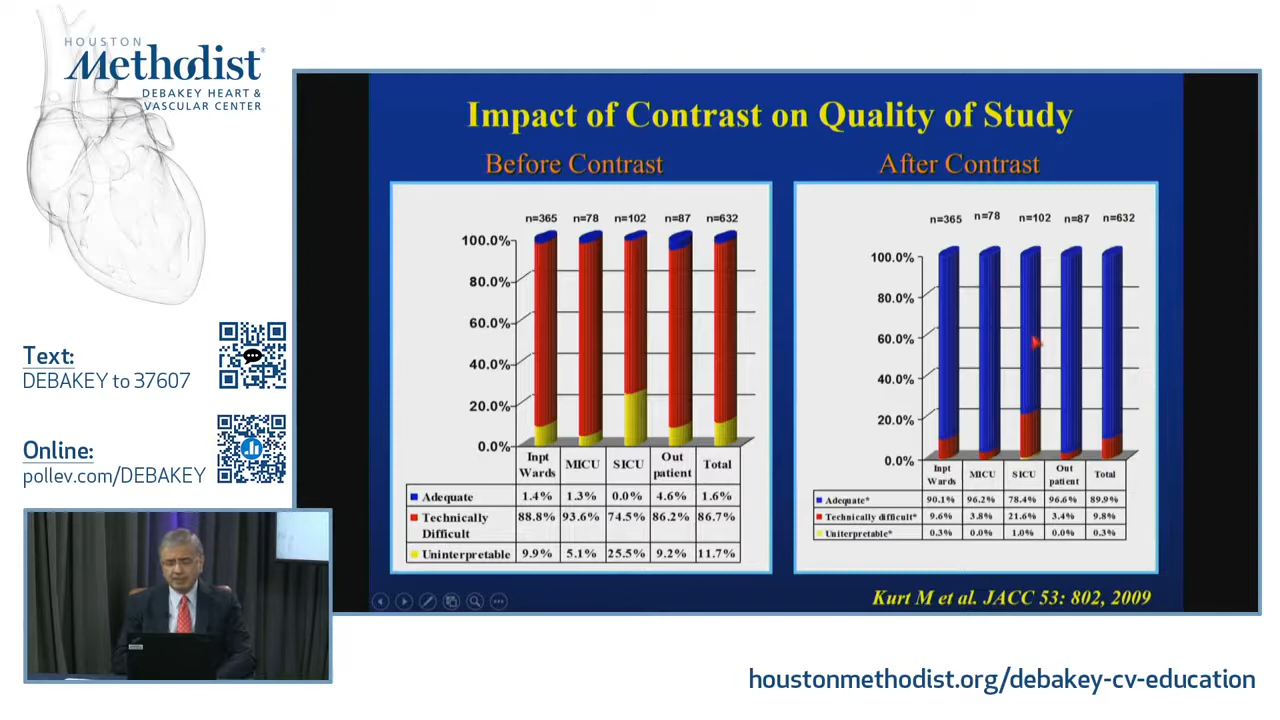 HOUSTON
Methodist®
DEBAKEY HEART &
VASCULAR CENTER
Text:
DEBAKEY to 37607
Online:
pollev.com/DEBAKEY
Impact of Contrast on Quality of Study
Before Contrast
n=365 n=78 n=102 n=87 n=632
100.0%
80.0%
60.0%
40.0%
20.0%
0.0%
Inpt Wards MICU SICU Out patient Total
Adequate 1.4% 1.3% 0.0% 4.6% 1.6%
Technically Difficult 88.8% 93.6% 74.5% 86.2% 86.7%
Uninterpretable 9.9% 5.1% 25.5% 9.2% 11.7%
After Contrast
n=365 n=78 n=102 n=87 n=632
100.0%
80.0%
60.0%
40.0%
20.0%
0.0%
Inpt Wards MICU SICU Out patient Total
Adequate* 90.1% 96.2% 78.4% 96.6% 89.9%
Technically difficult* 9.6% 3.8% 21.6% 3.4% 9.8%
Uniterpretable* 0.3% 0.0% 1.0% 0.0% 0.3%
Kurt M et al. JACC 53: 802, 2009
houstonmethodist.org/debakey-cv-education